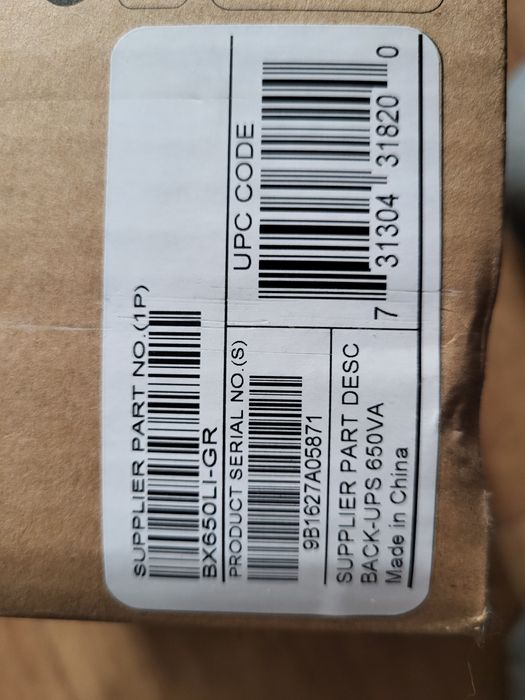 SUPPLIER PART NO.(1P)
BX650LI-GR
PRODUCT SERIAL NO.(S)
9B1627A05871
UPC CODE
7 31304 31820 0
SUPPLIER PART DESC
BACK-UPS 650VA
Made in China